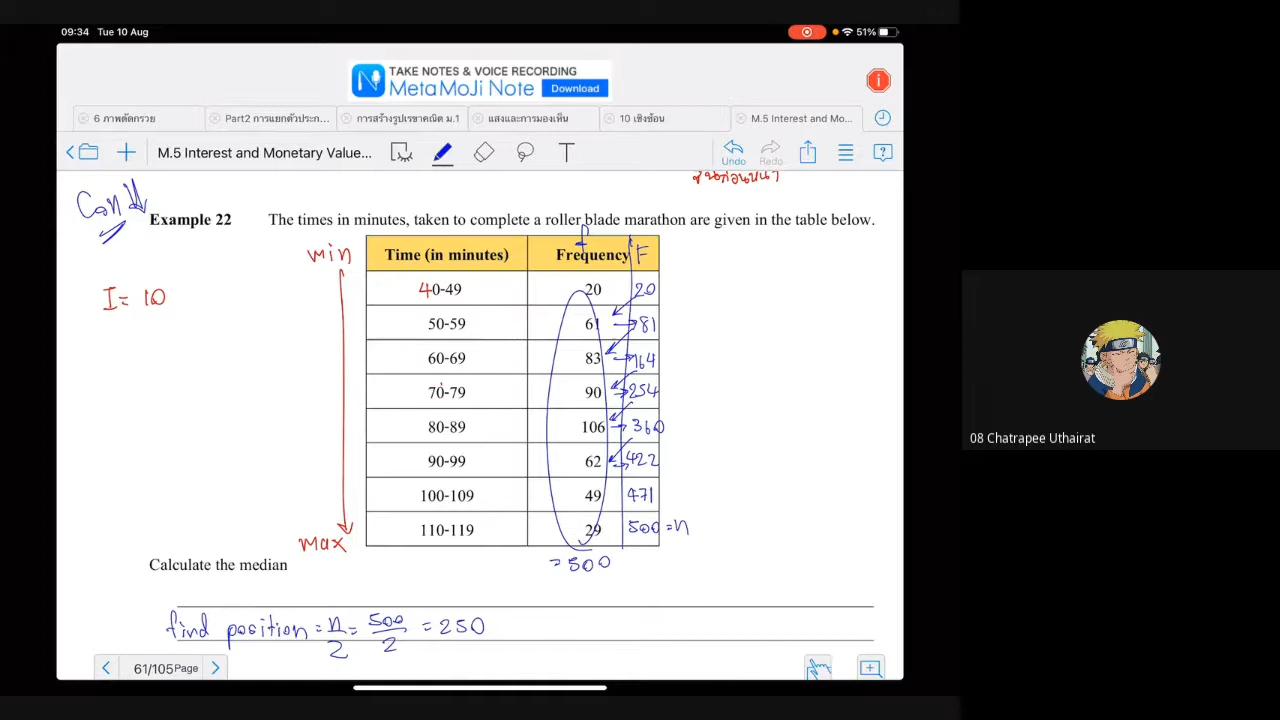 09:34 Tue 10 Aug
51%
TAKE NOTES & VOICE RECORDING
MetaMoJi Note Download
6 ภาพตัดกรวย
Part2 การแยกตัวประก...
การสร้างรูปเรขาคณิต ม.1
แสงและการมองเห็น
10 เชิงซ้อน
M.5 Interest and Mo...
M.5 Interest and Monetary Value...
Undo
Redo
Example 22 The times in minutes, taken to complete a roller blade marathon are given in the table below.
min
I = 10
f
Time (in minutes) Frequency F
40-49 20 20
50-59 61 81
60-69 83 164
70-79 90 254
80-89 106 360
90-99 62 422
100-109 49 471
110-119 29 500 = n
max
= 500
Calculate the median
find position = n/2 = 500/2 = 250
61/105Page
08 Chatrapee Uthairat